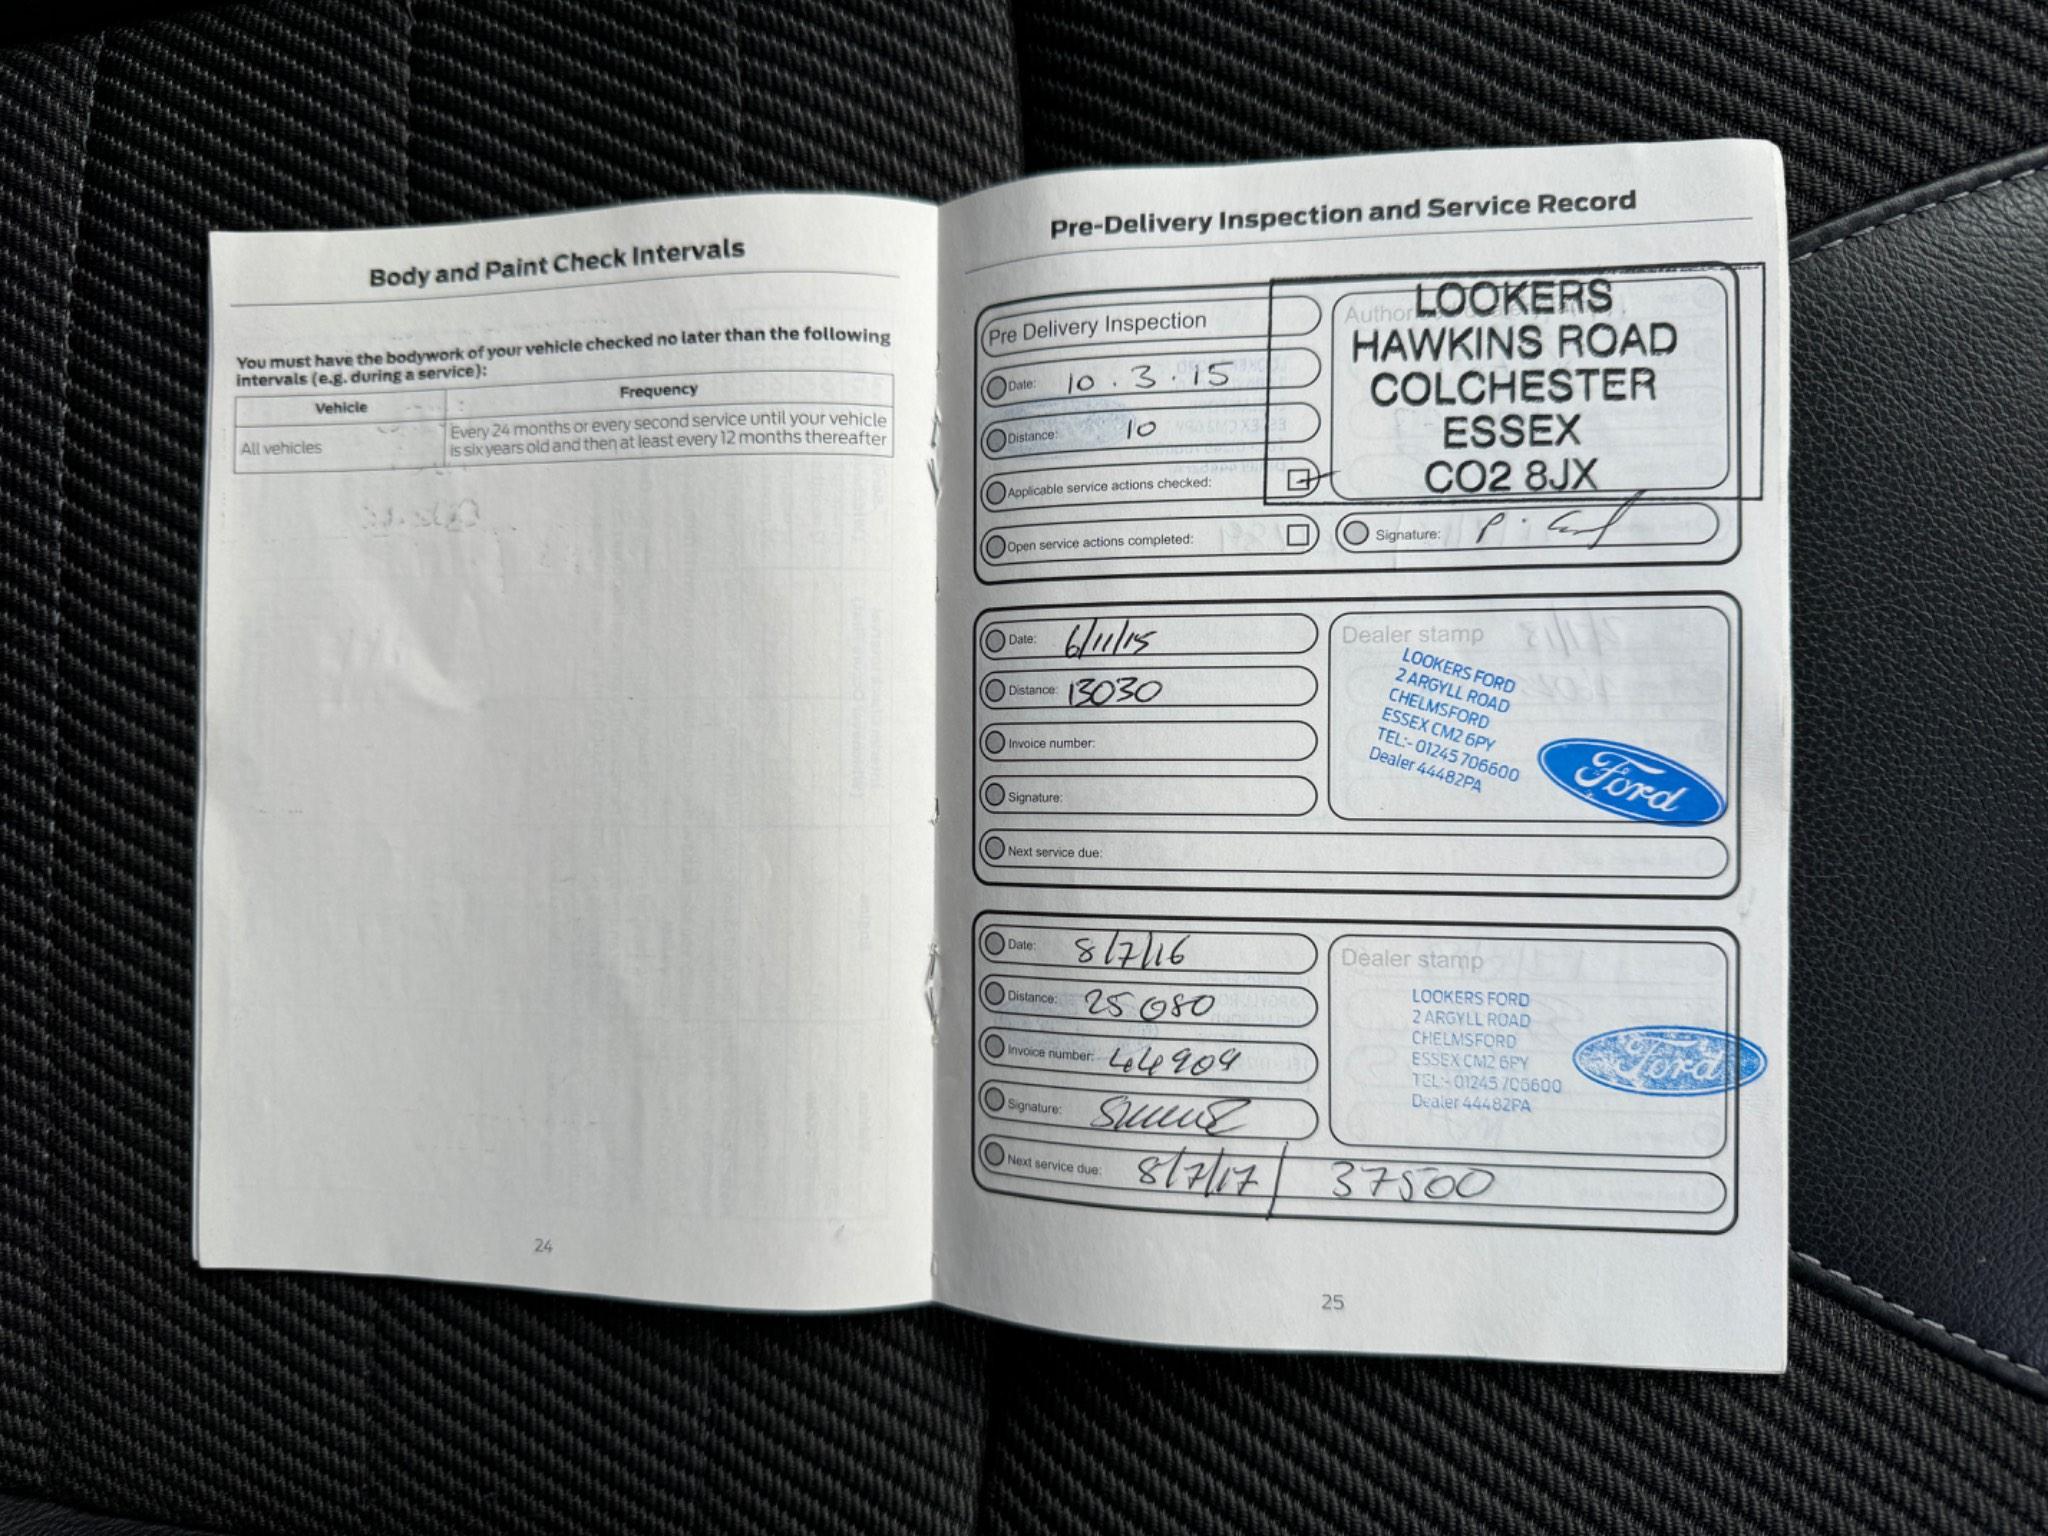 Body and Paint Check Intervals
You must have the bodywork of your vehicle checked no later than the following
intervals (e.g. during a service):
Vehicle
Frequency
All vehicles
Every 24 months or every second service until your vehicle
is six years old and then at least every 12 months thereafter
24
Pre-Delivery Inspection and Service Record
Pre Delivery Inspection
Date: 10.3.15
Distance: 10
Applicable service actions checked:
Open service actions completed:
LOOKERS
HAWKINS ROAD
COLCHESTER
ESSEX
CO2 8JX
Signature:
Date: 6/11/15
Distance: 13030
Invoice number:
Signature:
Next service due:
Dealer stamp
LOOKERS FORD
2 ARGYLL ROAD
CHELMSFORD
ESSEX CM2 6PY
TEL:- 01245 706600
Dealer 44482PA
Ford
Date: 8/7/16
Distance: 25080
Invoice number: 44909
Signature:
Next service due: 8/7/17 | 37500
Dealer stamp
LOOKERS FORD
2 ARGYLL ROAD
CHELMSFORD
ESSEX CM2 6PY
TEL:- 01245 706600
Dealer 44482PA
Ford
25